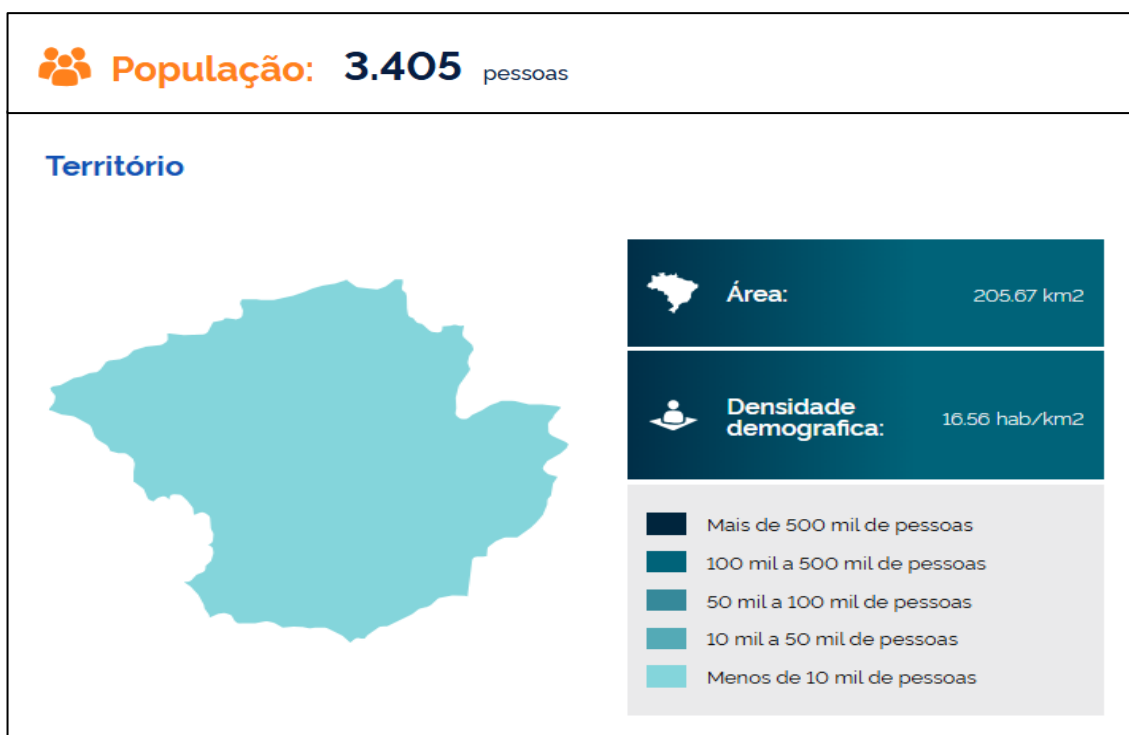 População: 3.405 pessoas
Território
Área: 205.67 km2
Densidade
demografica: 16.56 hab/km2
Mais de 500 mil de pessoas
100 mil a 500 mil de pessoas
50 mil a 100 mil de pessoas
10 mil a 50 mil de pessoas
Menos de 10 mil de pessoas